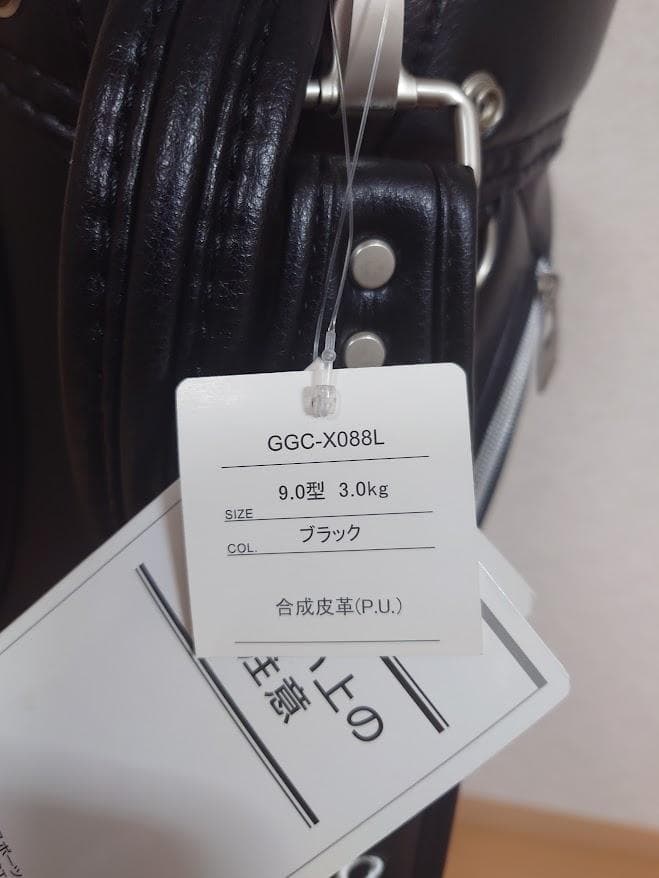 GGC-X088L
9.0型 3.0kg
SIZE
ブラック
COL.
合成皮革(P.U.)
上の
注意